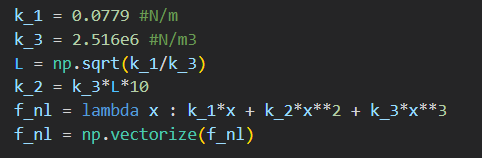 k_1 = 0.0779 #N/m
k_3 = 2.516e6 #N/m3
L = np.sqrt(k_1/k_3)
k_2 = k_3*L*10
f_nl = lambda x : k_1*x + k_2*x**2 + k_3*x**3
f_nl = np.vectorize(f_nl)